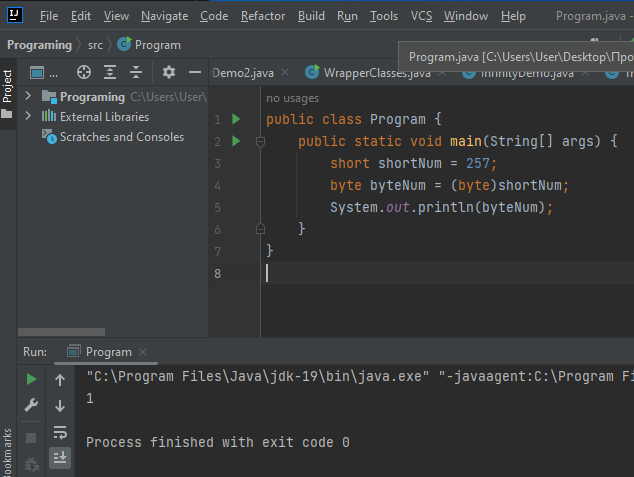 File Edit View Navigate Code Refactor Build Run Tools VCS Window Help Program.java -
Programing src Program
Program.java [C:\Users\User\Desktop\Про
Project
... Demo2.java WrapperClasses.java InfinityDemo.java
Programing C:\Users\User\
External Libraries
Scratches and Consoles
no usages
1 public class Program {
2 public static void main(String[] args) {
3 short shortNum = 257;
4 byte byteNum = (byte)shortNum;
5 System.out.println(byteNum);
6 }
7 }
8
Run: Program
"C:\Program Files\Java\jdk-19\bin\java.exe" "-javaagent:C:\Program Fi
1
Process finished with exit code 0
ookmarks